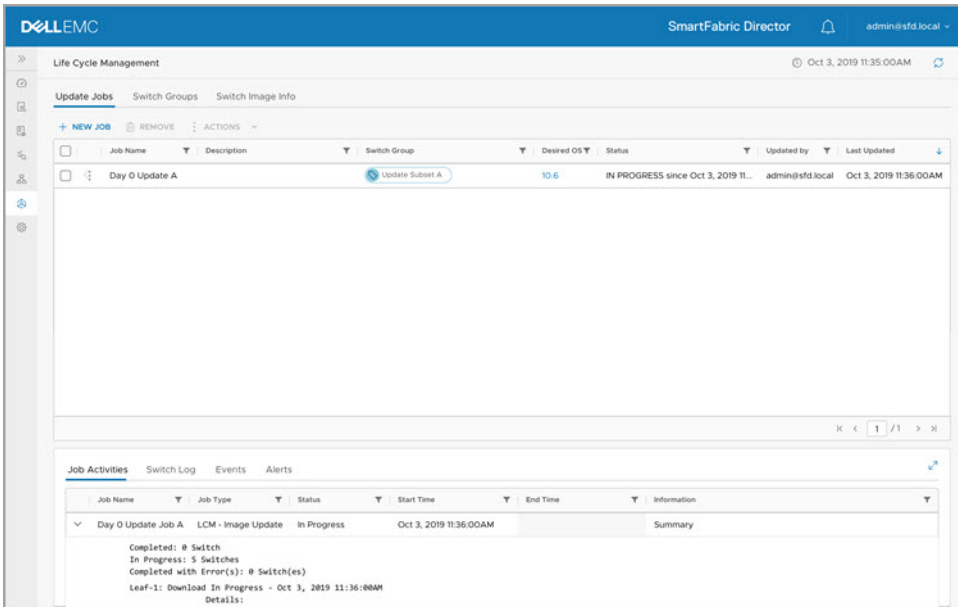 DELLEMC SmartFabric Director admin@sfd.local
Life Cycle Management Oct 3, 2019 11:35:00AM
Update Jobs Switch Groups Switch Image Info
+ NEW JOB REMOVE ACTIONS
Job Name Description Switch Group Desired OS Status Updated by Last Updated
Day 0 Update A Update Subset A 10.6 IN PROGRESS since Oct 3, 2019 11... admin@sfd.local Oct 3, 2019 11:36:00AM
1 / 1
Job Activities Switch Log Events Alerts
Job Name Job Type Status Start Time End Time Information
Day 0 Update Job A LCM - Image Update In Progress Oct 3, 2019 11:36:00AM Summary
Completed: 0 Switch
In Progress: 5 Switches
Completed with Error(s): 0 Switch(es)
Leaf-1: Download In Progress - Oct 3, 2019 11:36:00AM
Details: